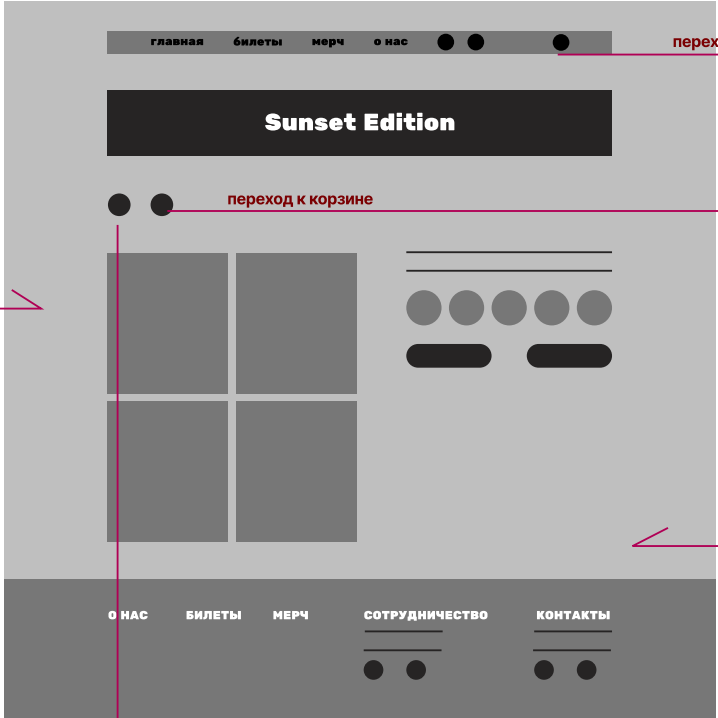 главная билеты мерч о нас
перех
Sunset Edition
переход к корзине
О НАС БИЛЕТЫ МЕРЧ СОТРУДНИЧЕСТВО КОНТАКТЫ